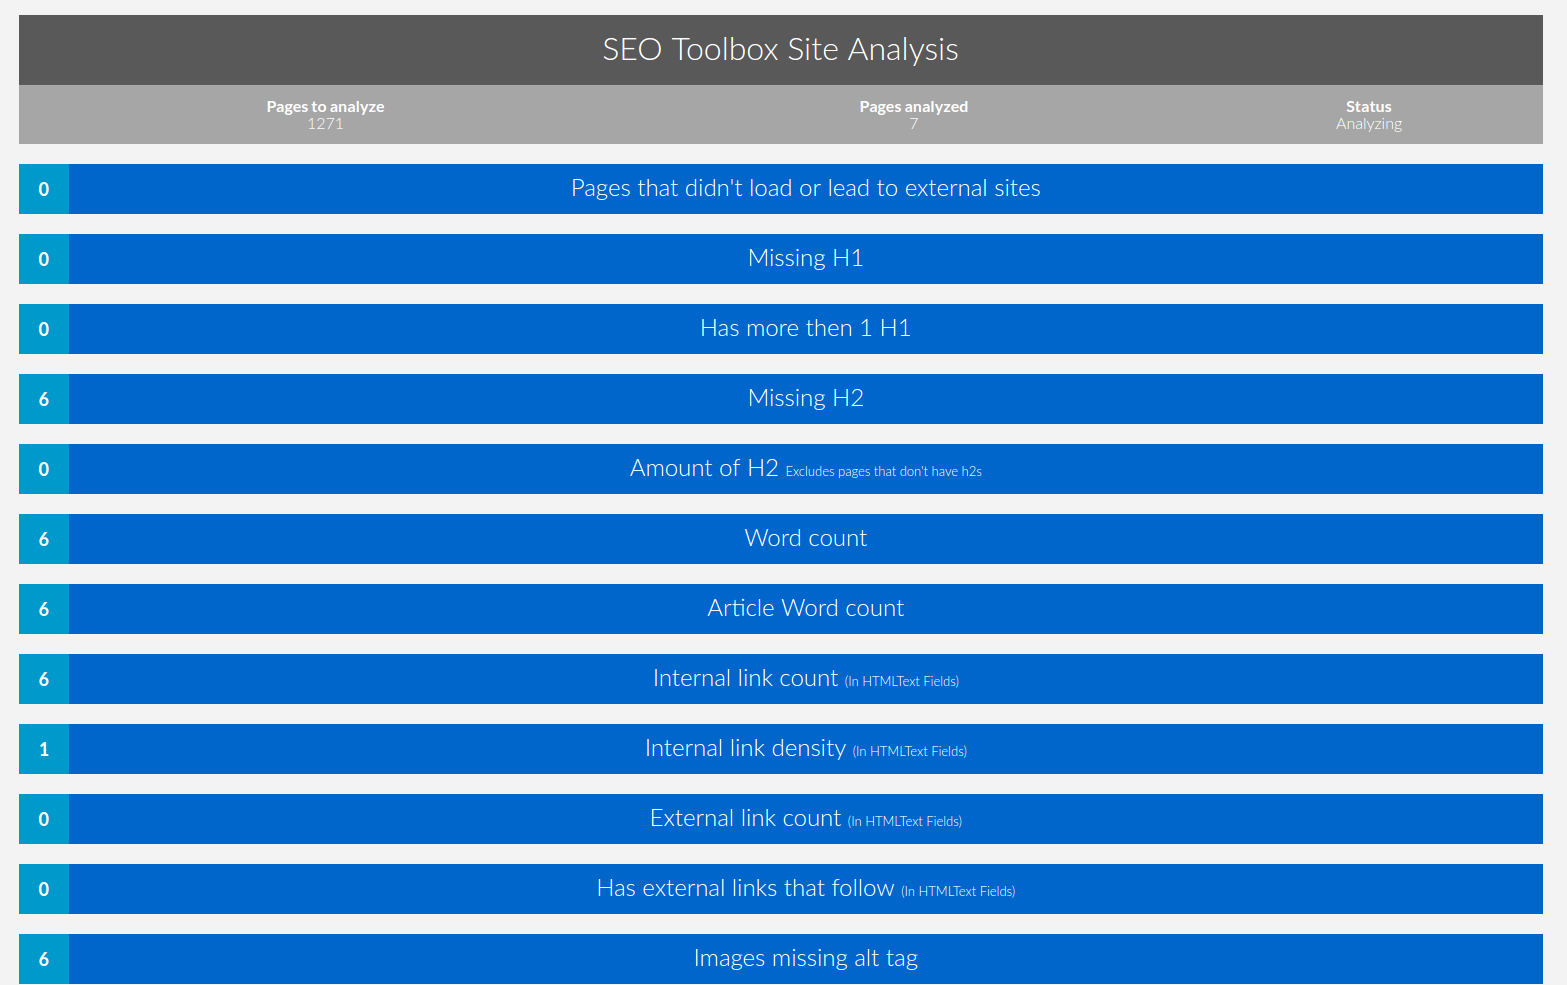 SEO Toolbox Site Analysis
Pages to analyze
1271
Pages analyzed
7
Status
Analyzing
0 Pages that didn't load or lead to external sites
0 Missing H1
0 Has more then 1 H1
6 Missing H2
0 Amount of H2 Excludes pages that don't have h2s
6 Word count
6 Article Word count
6 Internal link count (In HTMLText Fields)
1 Internal link density (In HTMLText Fields)
0 External link count (In HTMLText Fields)
0 Has external links that follow (In HTMLText Fields)
6 Images missing alt tag